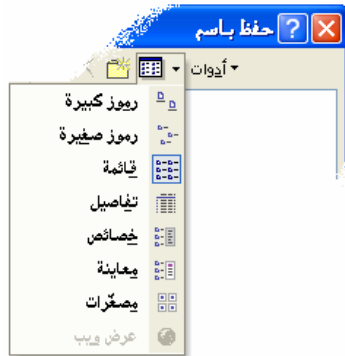 حفظ باسم
أدوات
رموز كبيرة
رموز صغيرة
قائمة
تفاصيل
خصائص
معاينة
مصغّرات
عرض ويب